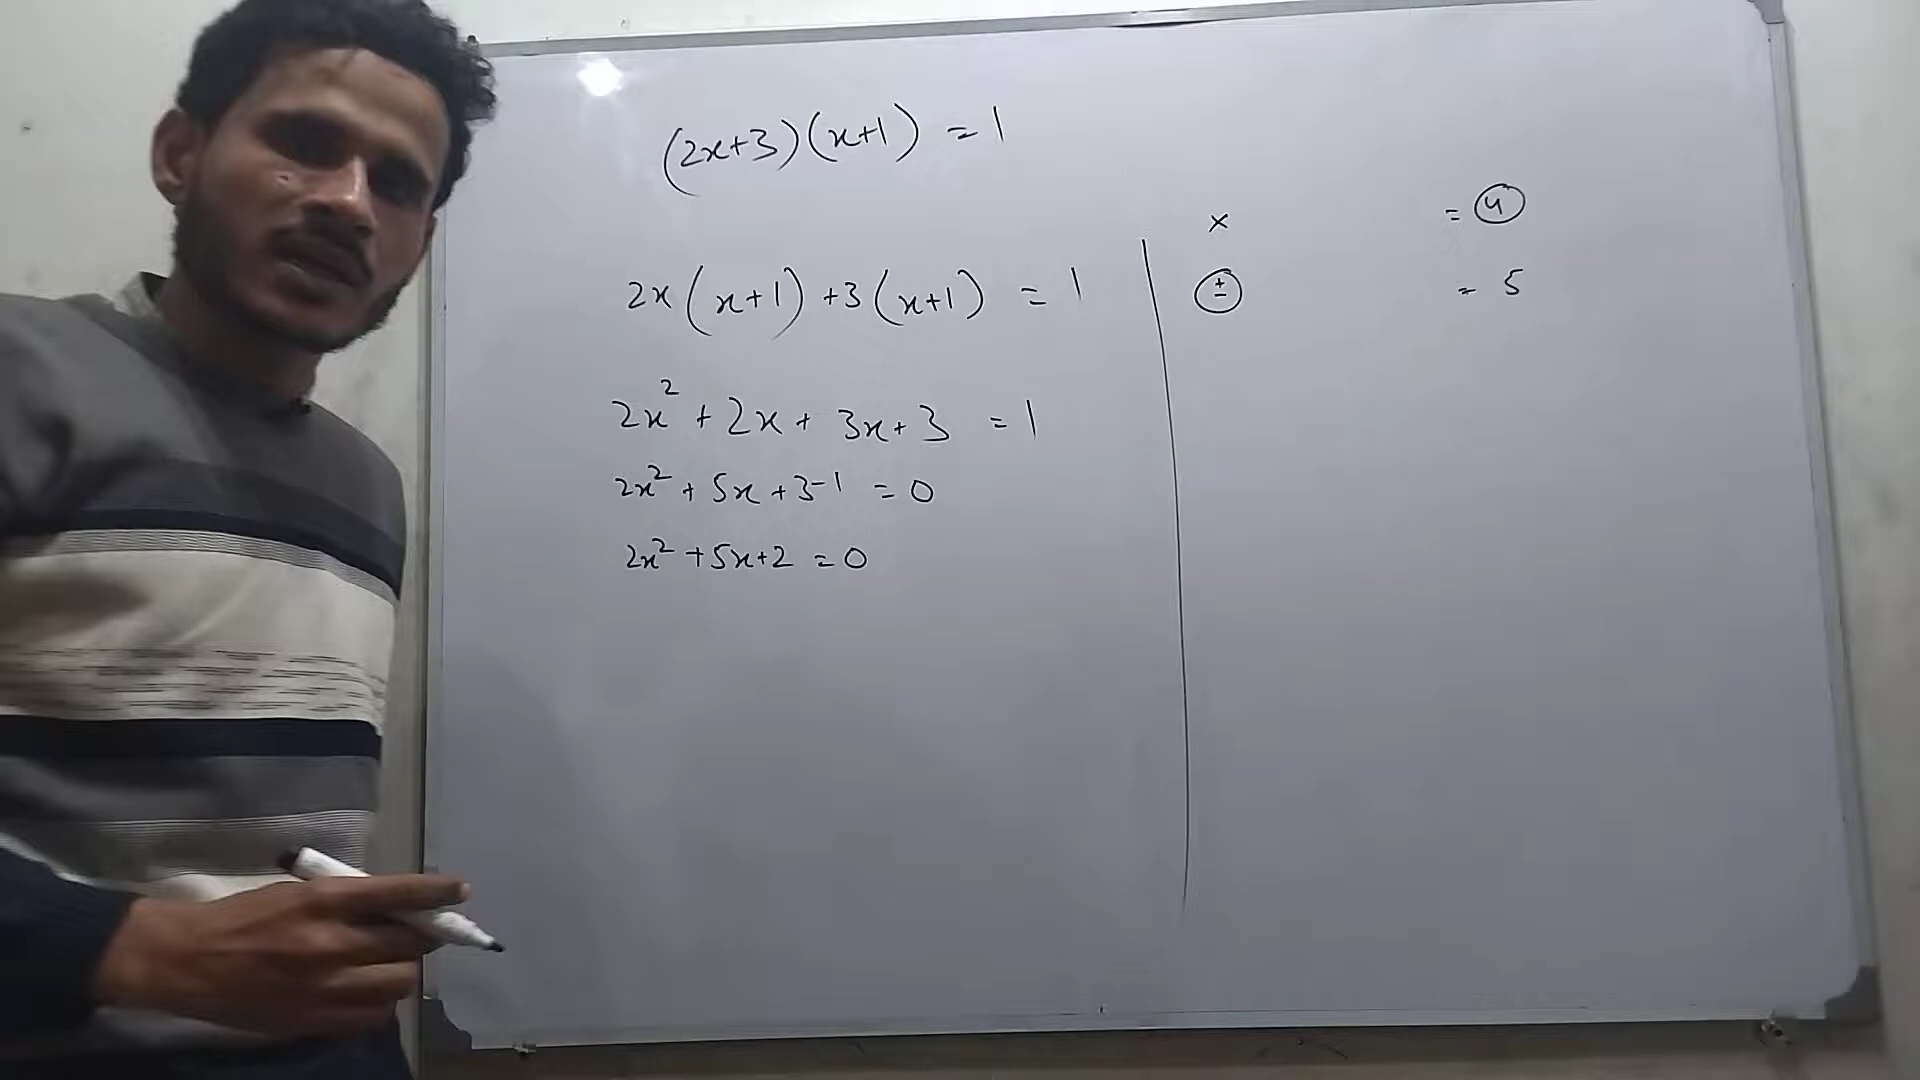 (2x+3)(x+1) = 1
2x(x+1)+3(x+1) = 1
2x² + 2x + 3x + 3 = 1
2x² + 5x + 3-1 = 0
2x² + 5x + 2 = 0
× = 4
± = 5